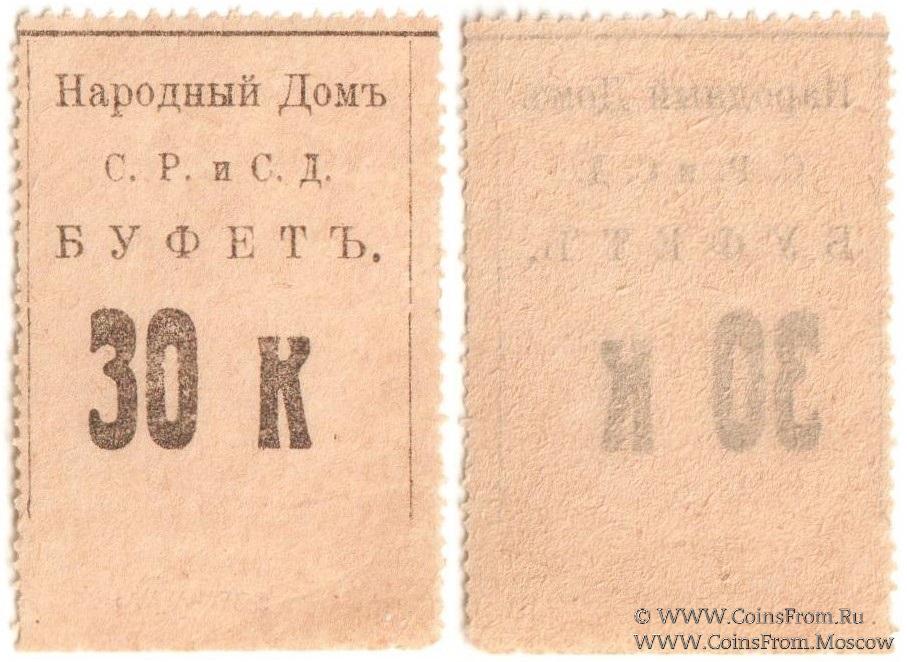 Народный Домъ
С. Р. и С. Д.
БУФЕТЪ.
30 к
© WWW.CoinsFrom.Ru
WWW.CoinsFrom.Moscow